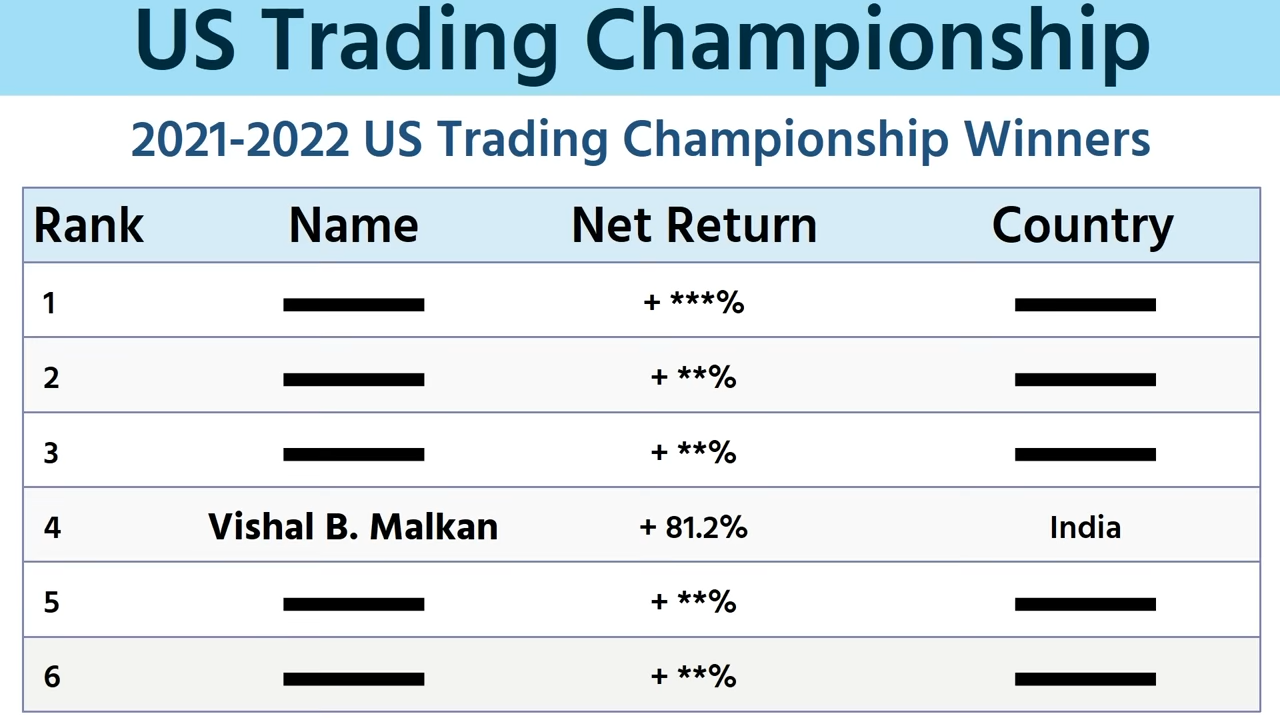 US Trading Championship
2021-2022 US Trading Championship Winners
Rank Name Net Return Country
1 + ***%
2 + **%
3 + **%
4 Vishal B. Malkan + 81.2% India
5 + **%
6 + **%